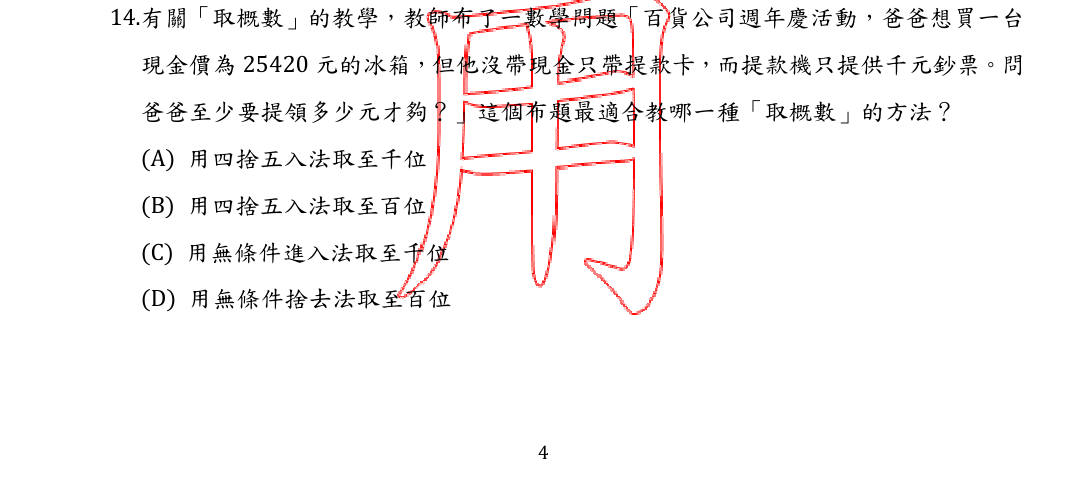 14.有關「取概數」的教學，教師布了一數學問題「百貨公司週年慶活動，爸爸想買一台
現金價為 25420 元的冰箱，但他沒帶現金只帶提款卡，而提款機只提供千元鈔票。問
爸爸至少要提領多少元才夠？」這個布題最適合教哪一種「取概數」的方法？
(A) 用四捨五入法取至千位
(B) 用四捨五入法取至百位
(C) 用無條件進入法取至千位
(D) 用無條件捨去法取至百位
用
4